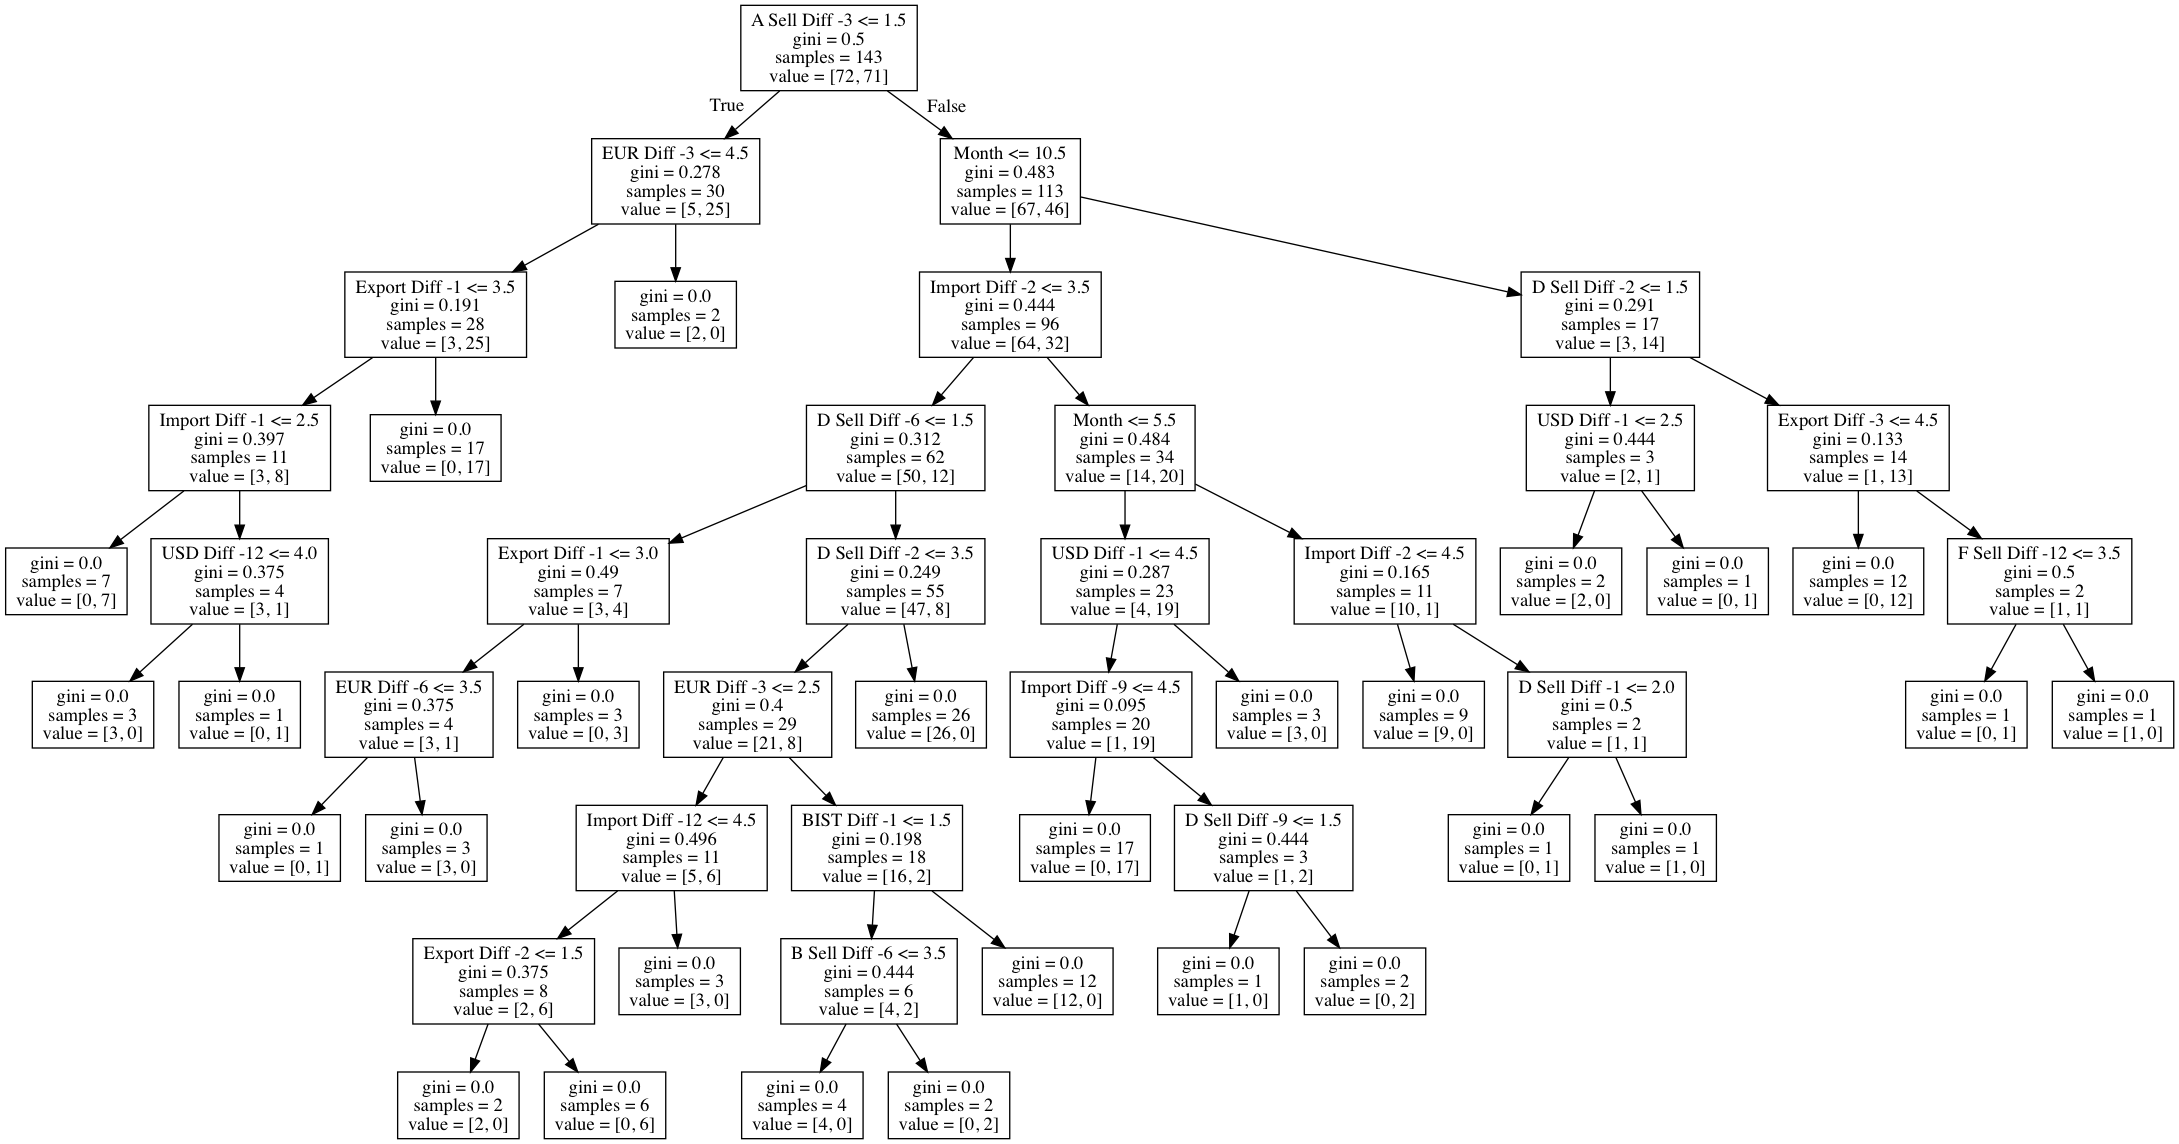 A Sell Diff -3 <= 1.5
gini = 0.5
samples = 143
value = [72, 71]
True
False
EUR Diff -3 <= 4.5
gini = 0.278
samples = 30
value = [5, 25]
Month <= 10.5
gini = 0.483
samples = 113
value = [67, 46]
Export Diff -1 <= 3.5
gini = 0.191
samples = 28
value = [3, 25]
gini = 0.0
samples = 2
value = [2, 0]
Import Diff -2 <= 3.5
gini = 0.444
samples = 96
value = [64, 32]
D Sell Diff -2 <= 1.5
gini = 0.291
samples = 17
value = [3, 14]
Import Diff -1 <= 2.5
gini = 0.397
samples = 11
value = [3, 8]
gini = 0.0
samples = 17
value = [0, 17]
D Sell Diff -6 <= 1.5
gini = 0.312
samples = 62
value = [50, 12]
Month <= 5.5
gini = 0.484
samples = 34
value = [14, 20]
USD Diff -1 <= 2.5
gini = 0.444
samples = 3
value = [2, 1]
Export Diff -3 <= 4.5
gini = 0.133
samples = 14
value = [1, 13]
gini = 0.0
samples = 7
value = [0, 7]
USD Diff -12 <= 4.0
gini = 0.375
samples = 4
value = [3, 1]
Export Diff -1 <= 3.0
gini = 0.49
samples = 7
value = [3, 4]
D Sell Diff -2 <= 3.5
gini = 0.249
samples = 55
value = [47, 8]
USD Diff -1 <= 4.5
gini = 0.287
samples = 23
value = [4, 19]
Import Diff -2 <= 4.5
gini = 0.165
samples = 11
value = [10, 1]
gini = 0.0
samples = 2
value = [2, 0]
gini = 0.0
samples = 1
value = [0, 1]
gini = 0.0
samples = 12
value = [0, 12]
F Sell Diff -12 <= 3.5
gini = 0.5
samples = 2
value = [1, 1]
gini = 0.0
samples = 3
value = [3, 0]
gini = 0.0
samples = 1
value = [0, 1]
EUR Diff -6 <= 3.5
gini = 0.375
samples = 4
value = [3, 1]
gini = 0.0
samples = 3
value = [0, 3]
EUR Diff -3 <= 2.5
gini = 0.4
samples = 29
value = [21, 8]
gini = 0.0
samples = 26
value = [26, 0]
Import Diff -9 <= 4.5
gini = 0.095
samples = 20
value = [1, 19]
gini = 0.0
samples = 3
value = [3, 0]
gini = 0.0
samples = 9
value = [9, 0]
D Sell Diff -1 <= 2.0
gini = 0.5
samples = 2
value = [1, 1]
gini = 0.0
samples = 1
value = [0, 1]
gini = 0.0
samples = 1
value = [1, 0]
gini = 0.0
samples = 1
value = [0, 1]
gini = 0.0
samples = 3
value = [3, 0]
Import Diff -12 <= 4.5
gini = 0.496
samples = 11
value = [5, 6]
BIST Diff -1 <= 1.5
gini = 0.198
samples = 18
value = [16, 2]
gini = 0.0
samples = 17
value = [0, 17]
D Sell Diff -9 <= 1.5
gini = 0.444
samples = 3
value = [1, 2]
gini = 0.0
samples = 1
value = [0, 1]
gini = 0.0
samples = 1
value = [1, 0]
Export Diff -2 <= 1.5
gini = 0.375
samples = 8
value = [2, 6]
gini = 0.0
samples = 3
value = [3, 0]
B Sell Diff -6 <= 3.5
gini = 0.444
samples = 6
value = [4, 2]
gini = 0.0
samples = 12
value = [12, 0]
gini = 0.0
samples = 1
value = [1, 0]
gini = 0.0
samples = 2
value = [0, 2]
gini = 0.0
samples = 2
value = [2, 0]
gini = 0.0
samples = 6
value = [0, 6]
gini = 0.0
samples = 4
value = [4, 0]
gini = 0.0
samples = 2
value = [0, 2]